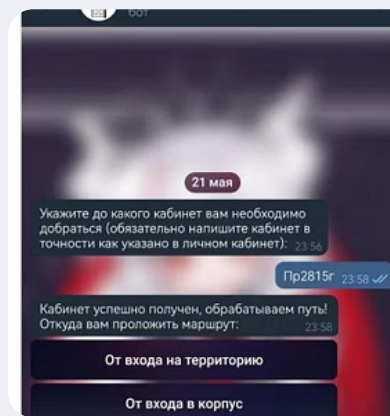 бот
21 мая
Укажите до какого кабинет вам необходимо
добраться (обязательно напишите кабинет в
точности как указано в личном кабинет): 23:56
Пр2815г 23:58
Кабинет успешно получен, обрабатываем путь!
Откуда вам проложить маршрут: 23:58
От входа на территорию
От входа в корпус